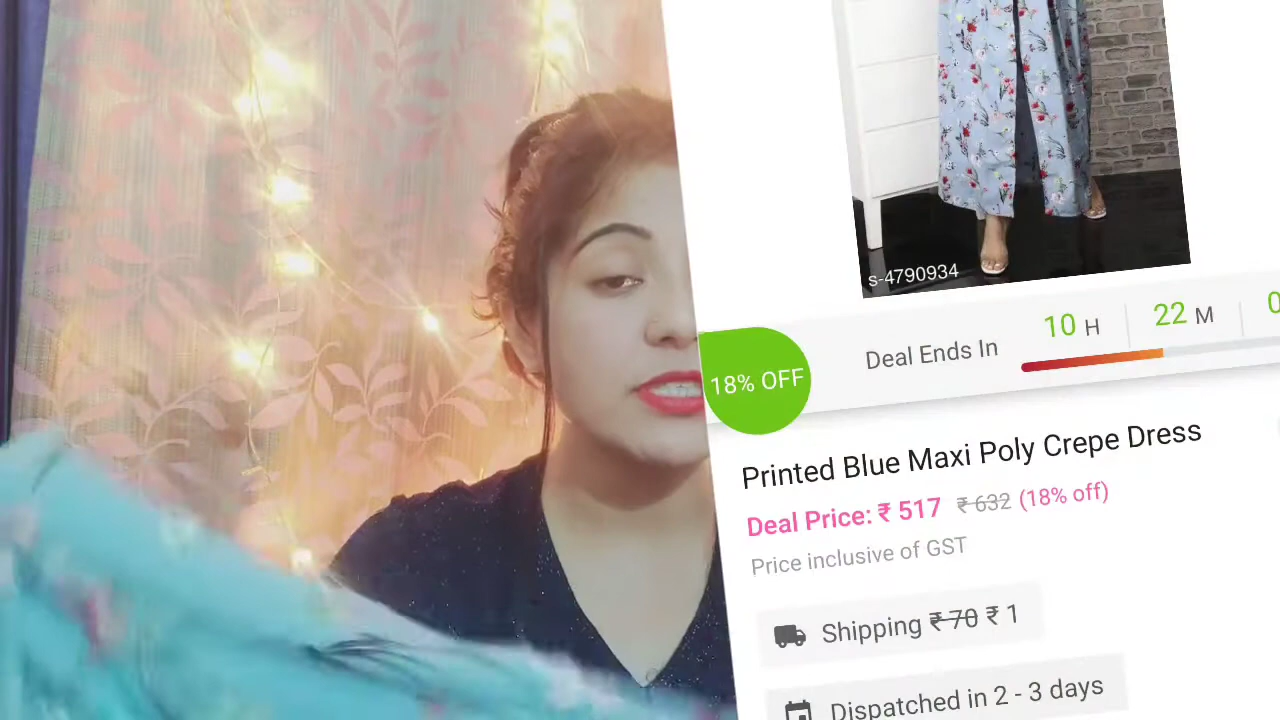 s-4790934
18% OFF
Deal Ends In 10 H 22 M
Printed Blue Maxi Poly Crepe Dress
Deal Price: ₹ 517 ₹ 632 (18% off)
Price inclusive of GST
Shipping ₹ 70 ₹ 1
Dispatched in 2 - 3 days